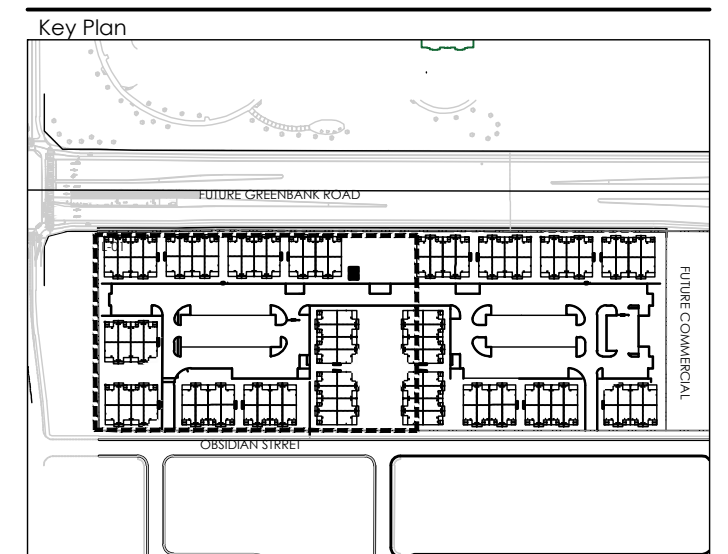 Key Plan
FUTURE GREENBANK ROAD
FUTURE COMMERCIAL
OBSIDIAN STRRET